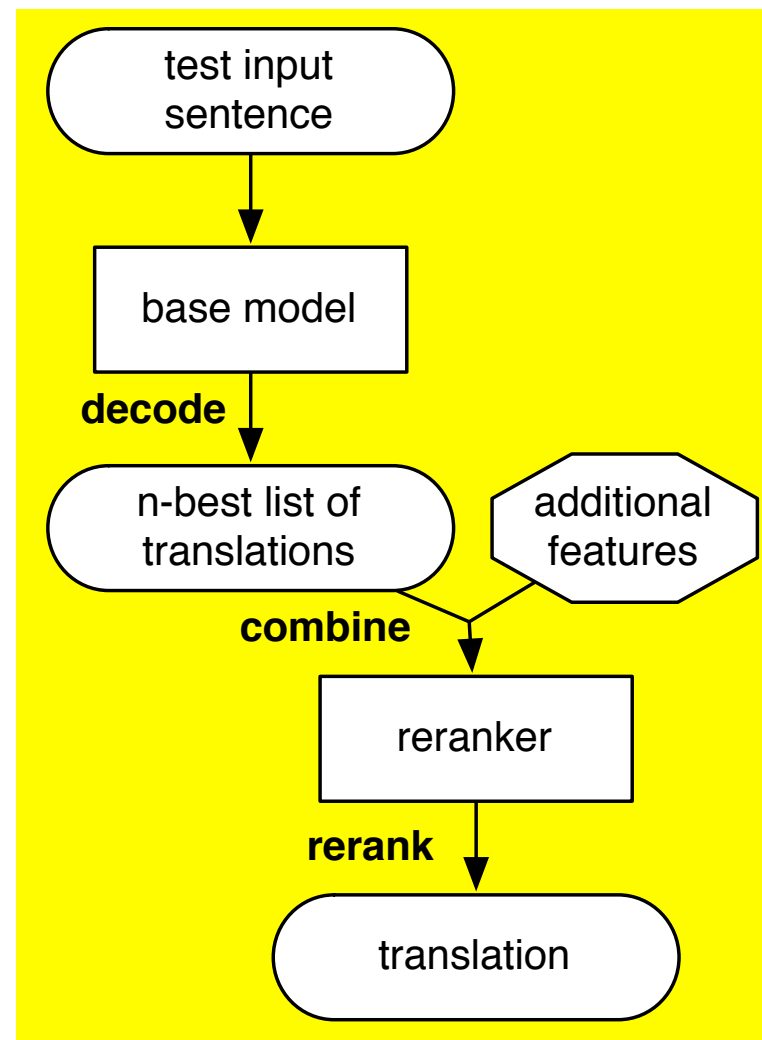 test input
sentence
base model
decode
n-best list of
translations
additional
features
combine
reranker
rerank
translation